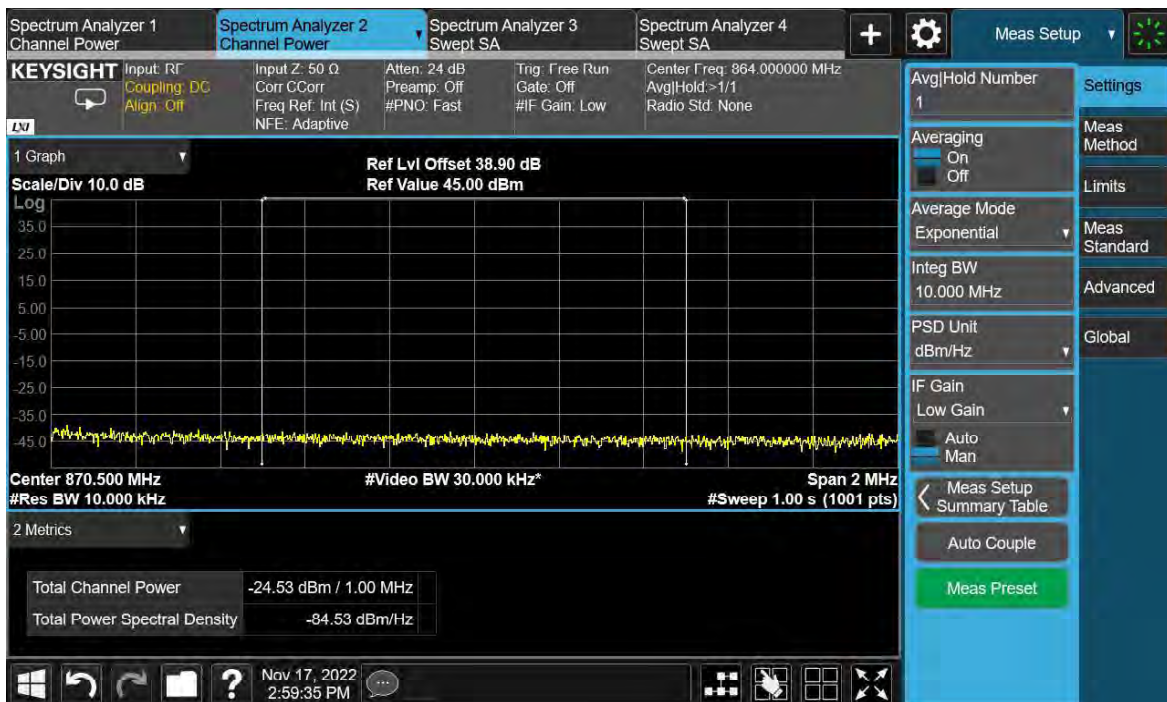 Spectrum Analyzer 1
Channel Power
Spectrum Analyzer 2
Channel Power
Spectrum Analyzer 3
Swept SA
Spectrum Analyzer 4
Swept SA
+
Meas Setup
KEYSIGHT
LXI
Input: RF
Coupling: DC
Align: Off
Input Z: 50 Ω
Corr CCorr
Freq Ref: Int (S)
NFE: Adaptive
Atten: 24 dB
Preamp: Off
#PNO: Fast
Trig: Free Run
Gate: Off
#IF Gain: Low
Center Freq: 864.000000 MHz
Avg|Hold:>1/1
Radio Std: None
1 Graph
Scale/Div 10.0 dB
Ref Lvl Offset 38.90 dB
Ref Value 45.00 dBm
Log
35.0
25.0
15.0
5.00
-5.00
-15.0
-25.0
-35.0
-45.0
Center 870.500 MHz
#Res BW 10.000 kHz
#Video BW 30.000 kHz*
Span 2 MHz
#Sweep 1.00 s (1001 pts)
2 Metrics
Total Channel Power -24.53 dBm / 1.00 MHz
Total Power Spectral Density -84.53 dBm/Hz
?
Nov 17, 2022
2:59:35 PM
Avg|Hold Number
1
Averaging
On
Off
Average Mode
Exponential
Integ BW
10.000 MHz
PSD Unit
dBm/Hz
IF Gain
Low Gain
Auto
Man
Meas Setup
Summary Table
Auto Couple
Meas Preset
Settings
Meas
Method
Limits
Meas
Standard
Advanced
Global